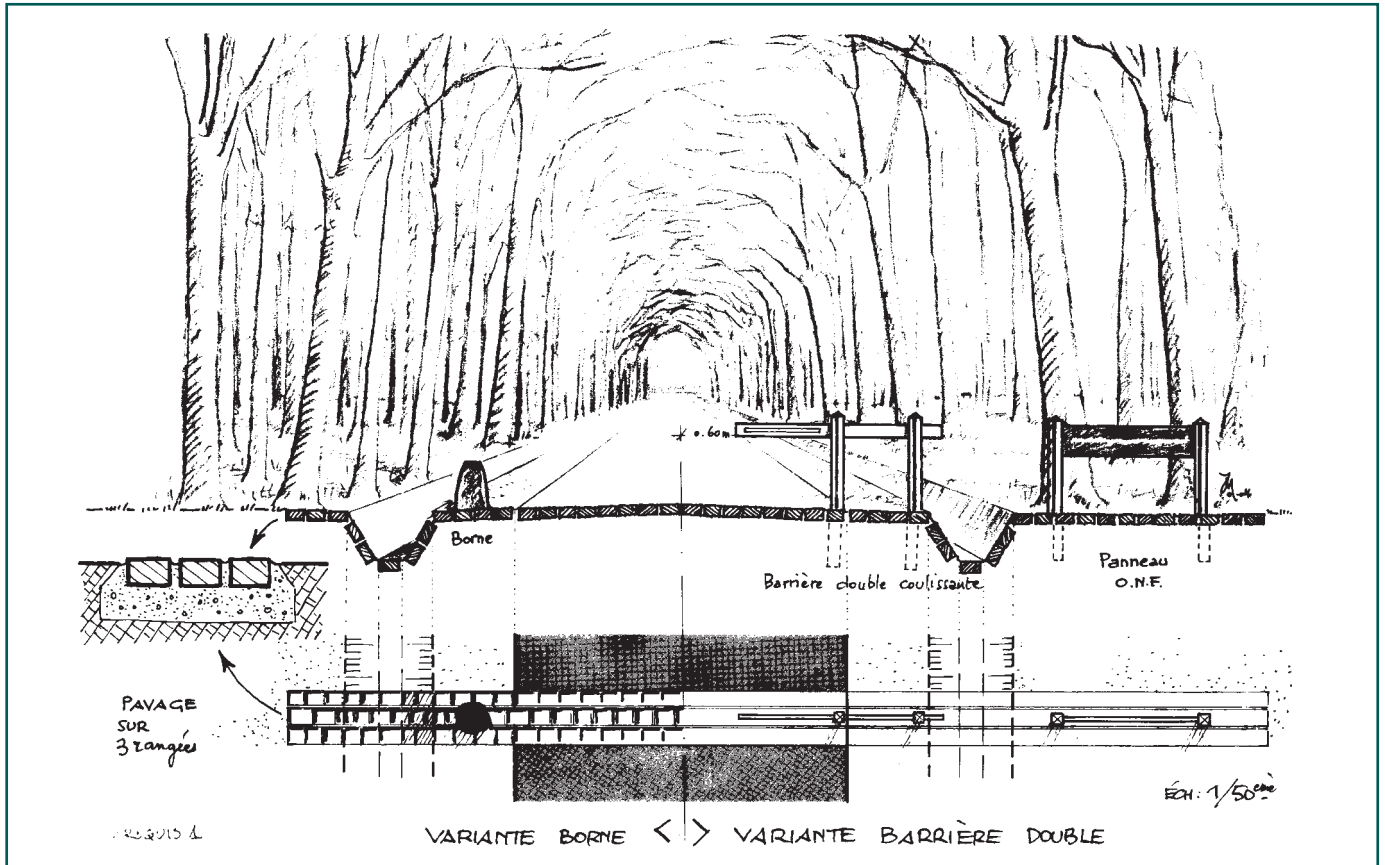 0.60m
Borne
Barrière double coulissante
Panneau
O.N.F.
PAVAGE
SUR
3 rangées
ÉCH: 1/50ème
VARIANTE BORNE < > VARIANTE BARRIÈRE DOUBLE